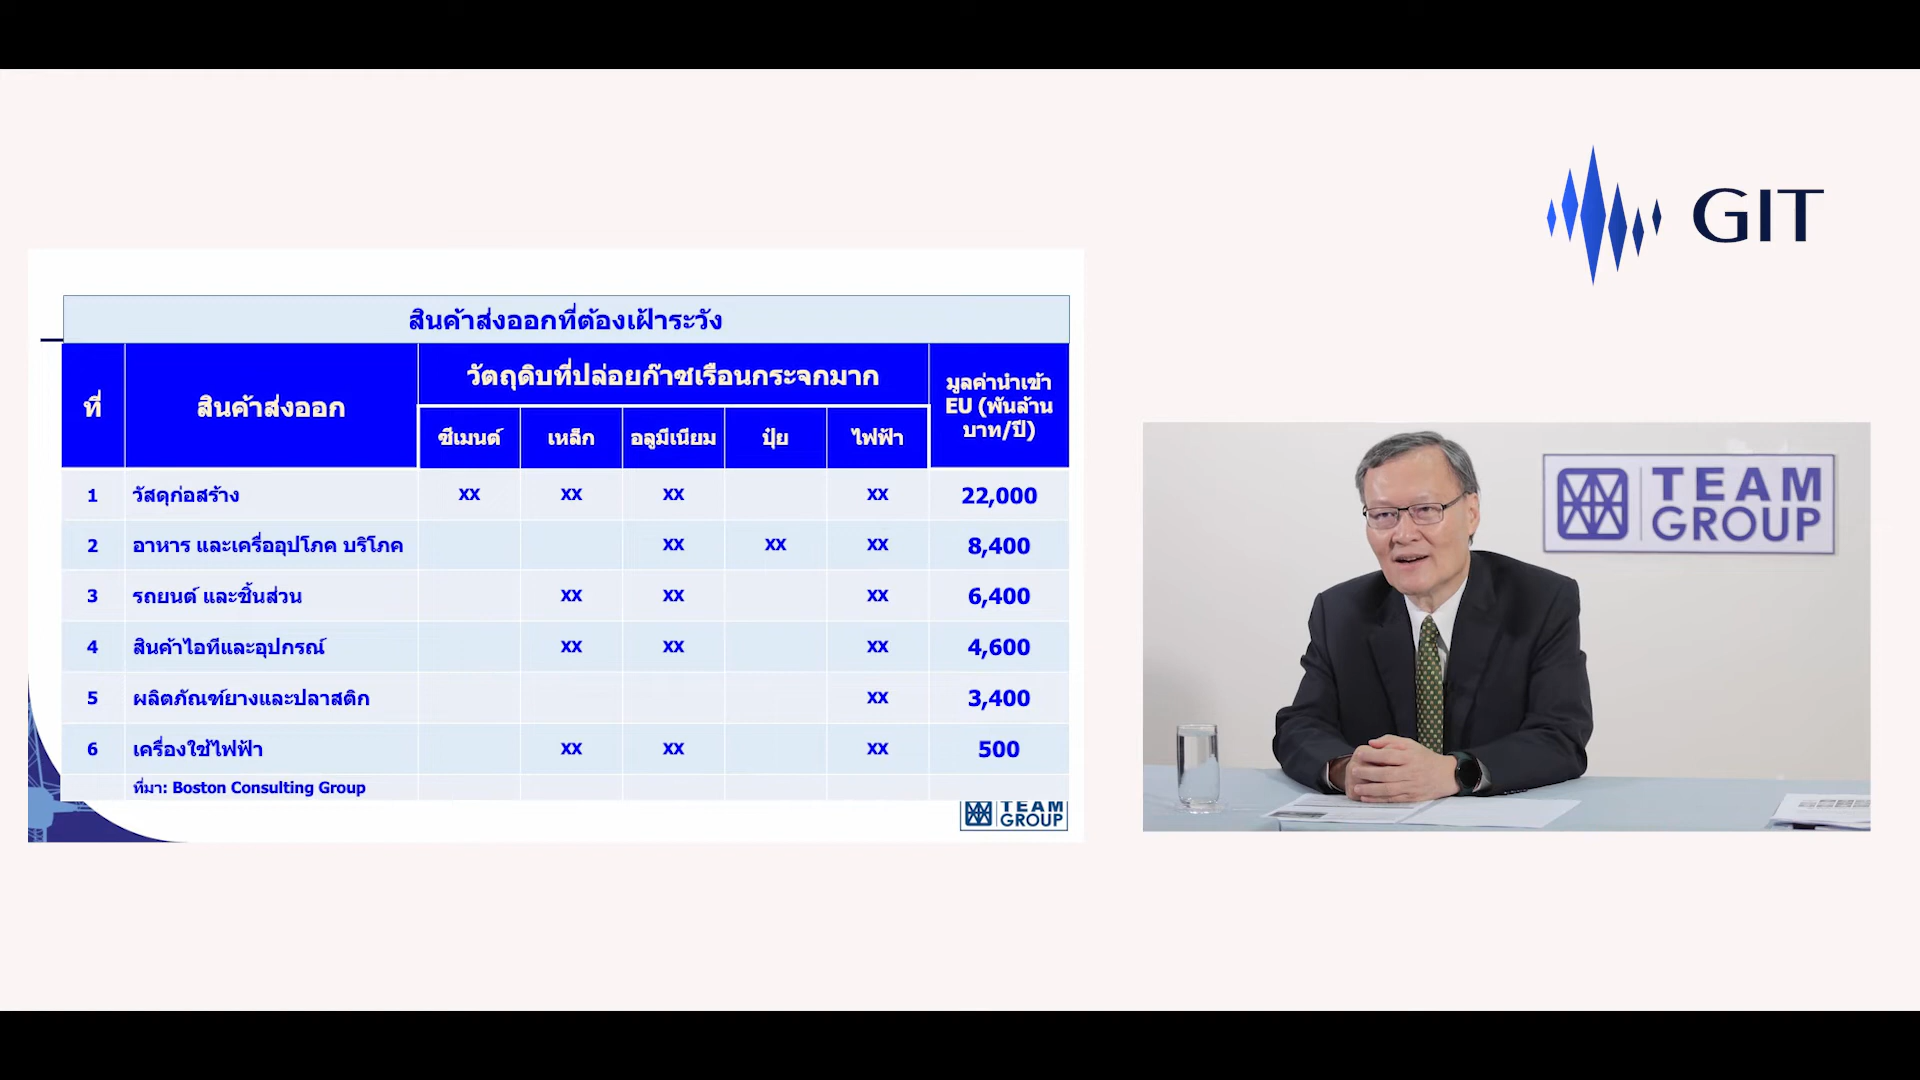 GIT
สินค้าส่งออกที่ต้องเฝ้าระวัง
ที่ สินค้าส่งออก วัตถุดิบที่ปล่อยก๊าซเรือนกระจกมาก มูลค่านำเข้า
EU (พันล้าน
บาท/ปี)
ซีเมนต์ เหล็ก อลูมีเนียม ปุ๋ย ไฟฟ้า
1 วัสดุก่อสร้าง xx xx xx xx 22,000
2 อาหาร และเครื่ออุปโภค บริโภค xx xx xx 8,400
3 รถยนต์ และชิ้นส่วน xx xx xx 6,400
4 สินค้าไอทีและอุปกรณ์ xx xx xx 4,600
5 ผลิตภัณฑ์ยางและปลาสติก xx 3,400
6 เครื่องใช้ไฟฟ้า xx xx xx 500
ที่มา: Boston Consulting Group
TEAM
GROUP
TEAM
GROUP